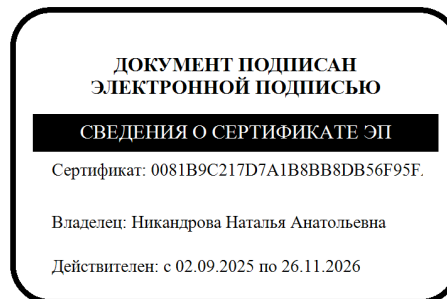 ДОКУМЕНТ ПОДПИСАН
ЭЛЕКТРОННОЙ ПОДПИСЬЮ
СВЕДЕНИЯ О СЕРТИФИКАТЕ ЭП
Сертификат: 0081B9C217D7A1B8BB8DB56F95F
Владелец: Никандрова Наталья Анатольевна
Действителен: с 02.09.2025 по 26.11.2026